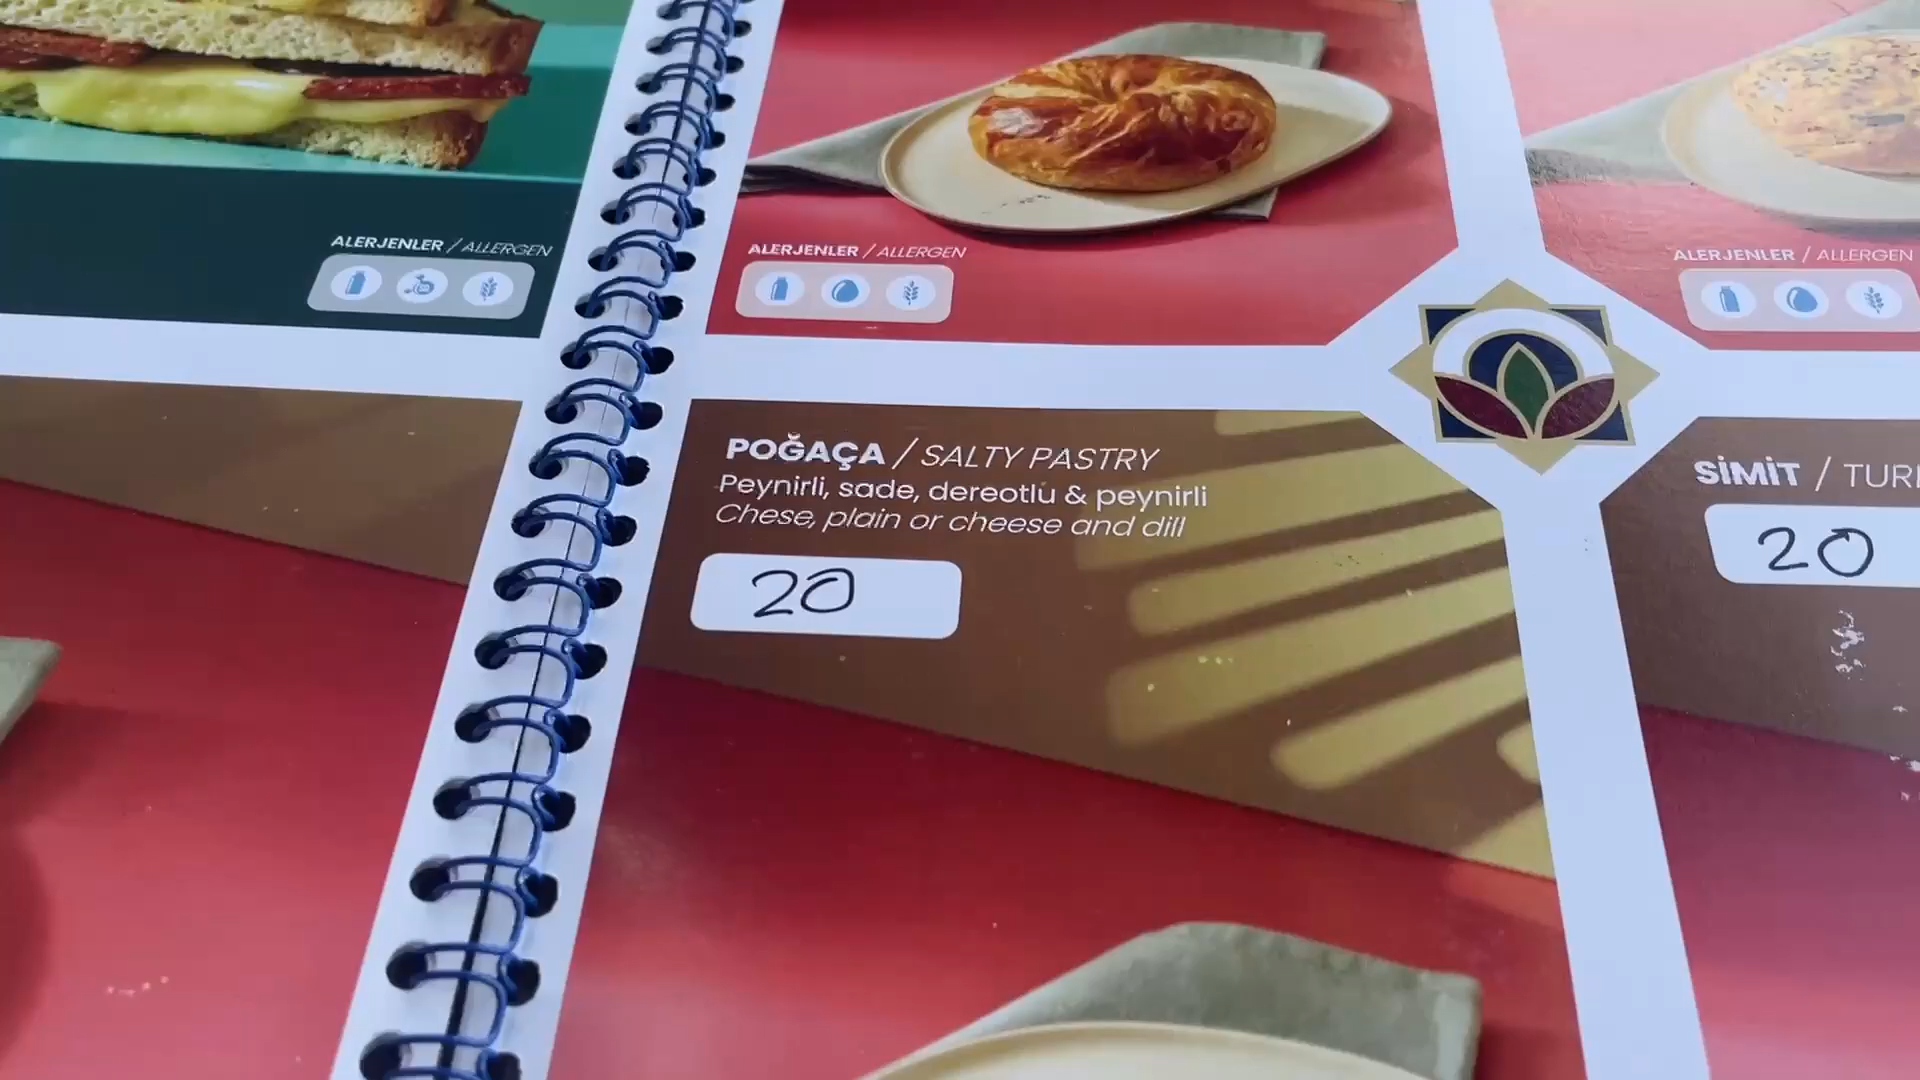 ALERJENLER / ALLERGEN
ALERJENLER / ALLERGEN
ALERJENLER / ALLERGEN
POĞAÇA / SALTY PASTRY
Peynirli, sade, dereotlu & peynirli
Chese, plain or cheese and dill
20
SİMİT /
20